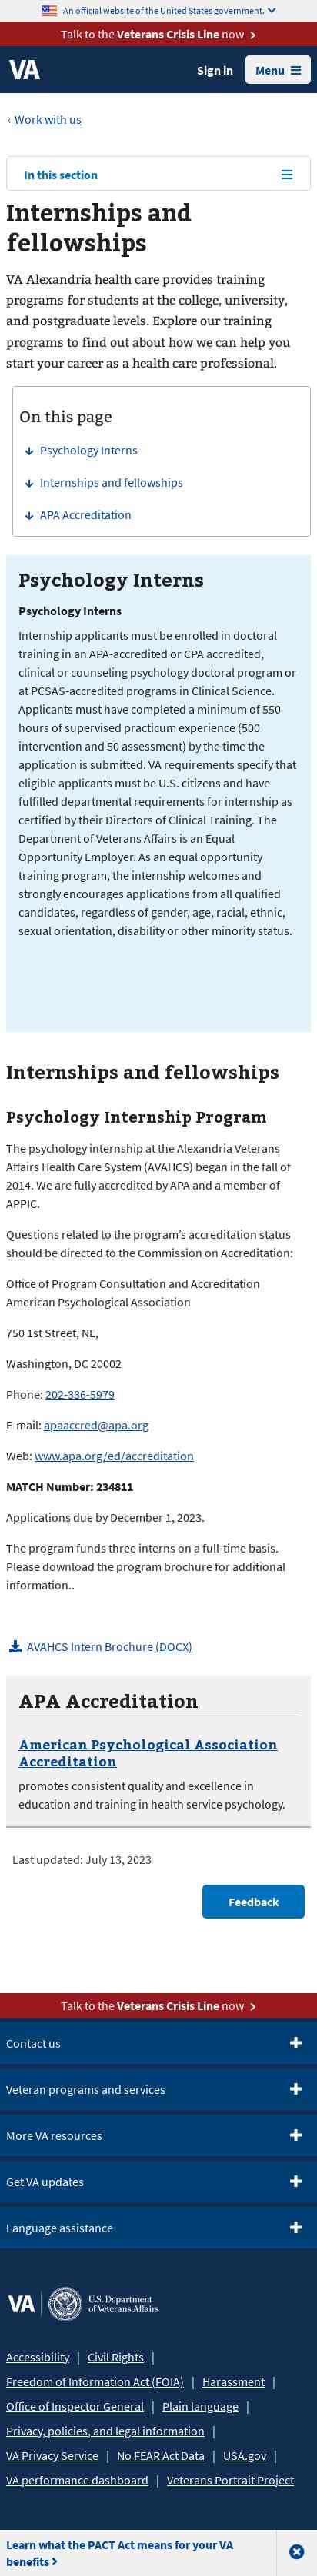 An official website of the United States government.
Talk to the Veterans Crisis Line now
VA
Sign in
Menu
‹ Work with us
In this section
Internships and
fellowships
VA Alexandria health care provides training
programs for students at the college, university,
and postgraduate levels. Explore our training
programs to find out about how we can help you
start your career as a health care professional.
On this page
Psychology Interns
Internships and fellowships
APA Accreditation
Psychology Interns
Psychology Interns
Internship applicants must be enrolled in doctoral
training in an APA-accredited or CPA accredited,
clinical or counseling psychology doctoral program or
at PCSAS-accredited programs in Clinical Science.
Applicants must have completed a minimum of 550
hours of supervised practicum experience (500
intervention and 50 assessment) by the time the
application is submitted. VA requirements specify that
eligible applicants must be U.S. citizens and have
fulfilled departmental requirements for internship as
certified by their Directors of Clinical Training. The
Department of Veterans Affairs is an Equal
Opportunity Employer. As an equal opportunity
training program, the internship welcomes and
strongly encourages applications from all qualified
candidates, regardless of gender, age, racial, ethnic,
sexual orientation, disability or other minority status.
Internships and fellowships
Psychology Internship Program
The psychology internship at the Alexandria Veterans
Affairs Health Care System (AVAHCS) began in the fall of
2014. We are fully accredited by APA and a member of
APPIC.
Questions related to the program’s accreditation status
should be directed to the Commission on Accreditation:
Office of Program Consultation and Accreditation
American Psychological Association
750 1st Street, NE,
Washington, DC 20002
Phone: 202-336-5979
E-mail: apaaccred@apa.org
Web: www.apa.org/ed/accreditation
MATCH Number: 234811
Applications due by December 1, 2023.
The program funds three interns on a full-time basis.
Please download the program brochure for additional
information..
AVAHCS Intern Brochure (DOCX)
APA Accreditation
American Psychological Association
Accreditation
promotes consistent quality and excellence in
education and training in health service psychology.
Last updated: July 13, 2023
Feedback
Talk to the Veterans Crisis Line now
Contact us
Veteran programs and services
More VA resources
Get VA updates
Language assistance
VA | U.S. Department
of Veterans Affairs
Accessibility | Civil Rights |
Freedom of Information Act (FOIA) | Harassment |
Office of Inspector General | Plain language |
Privacy, policies, and legal information |
VA Privacy Service | No FEAR Act Data | USA.gov |
VA performance dashboard | Veterans Portrait Project
Learn what the PACT Act means for your VA
benefits